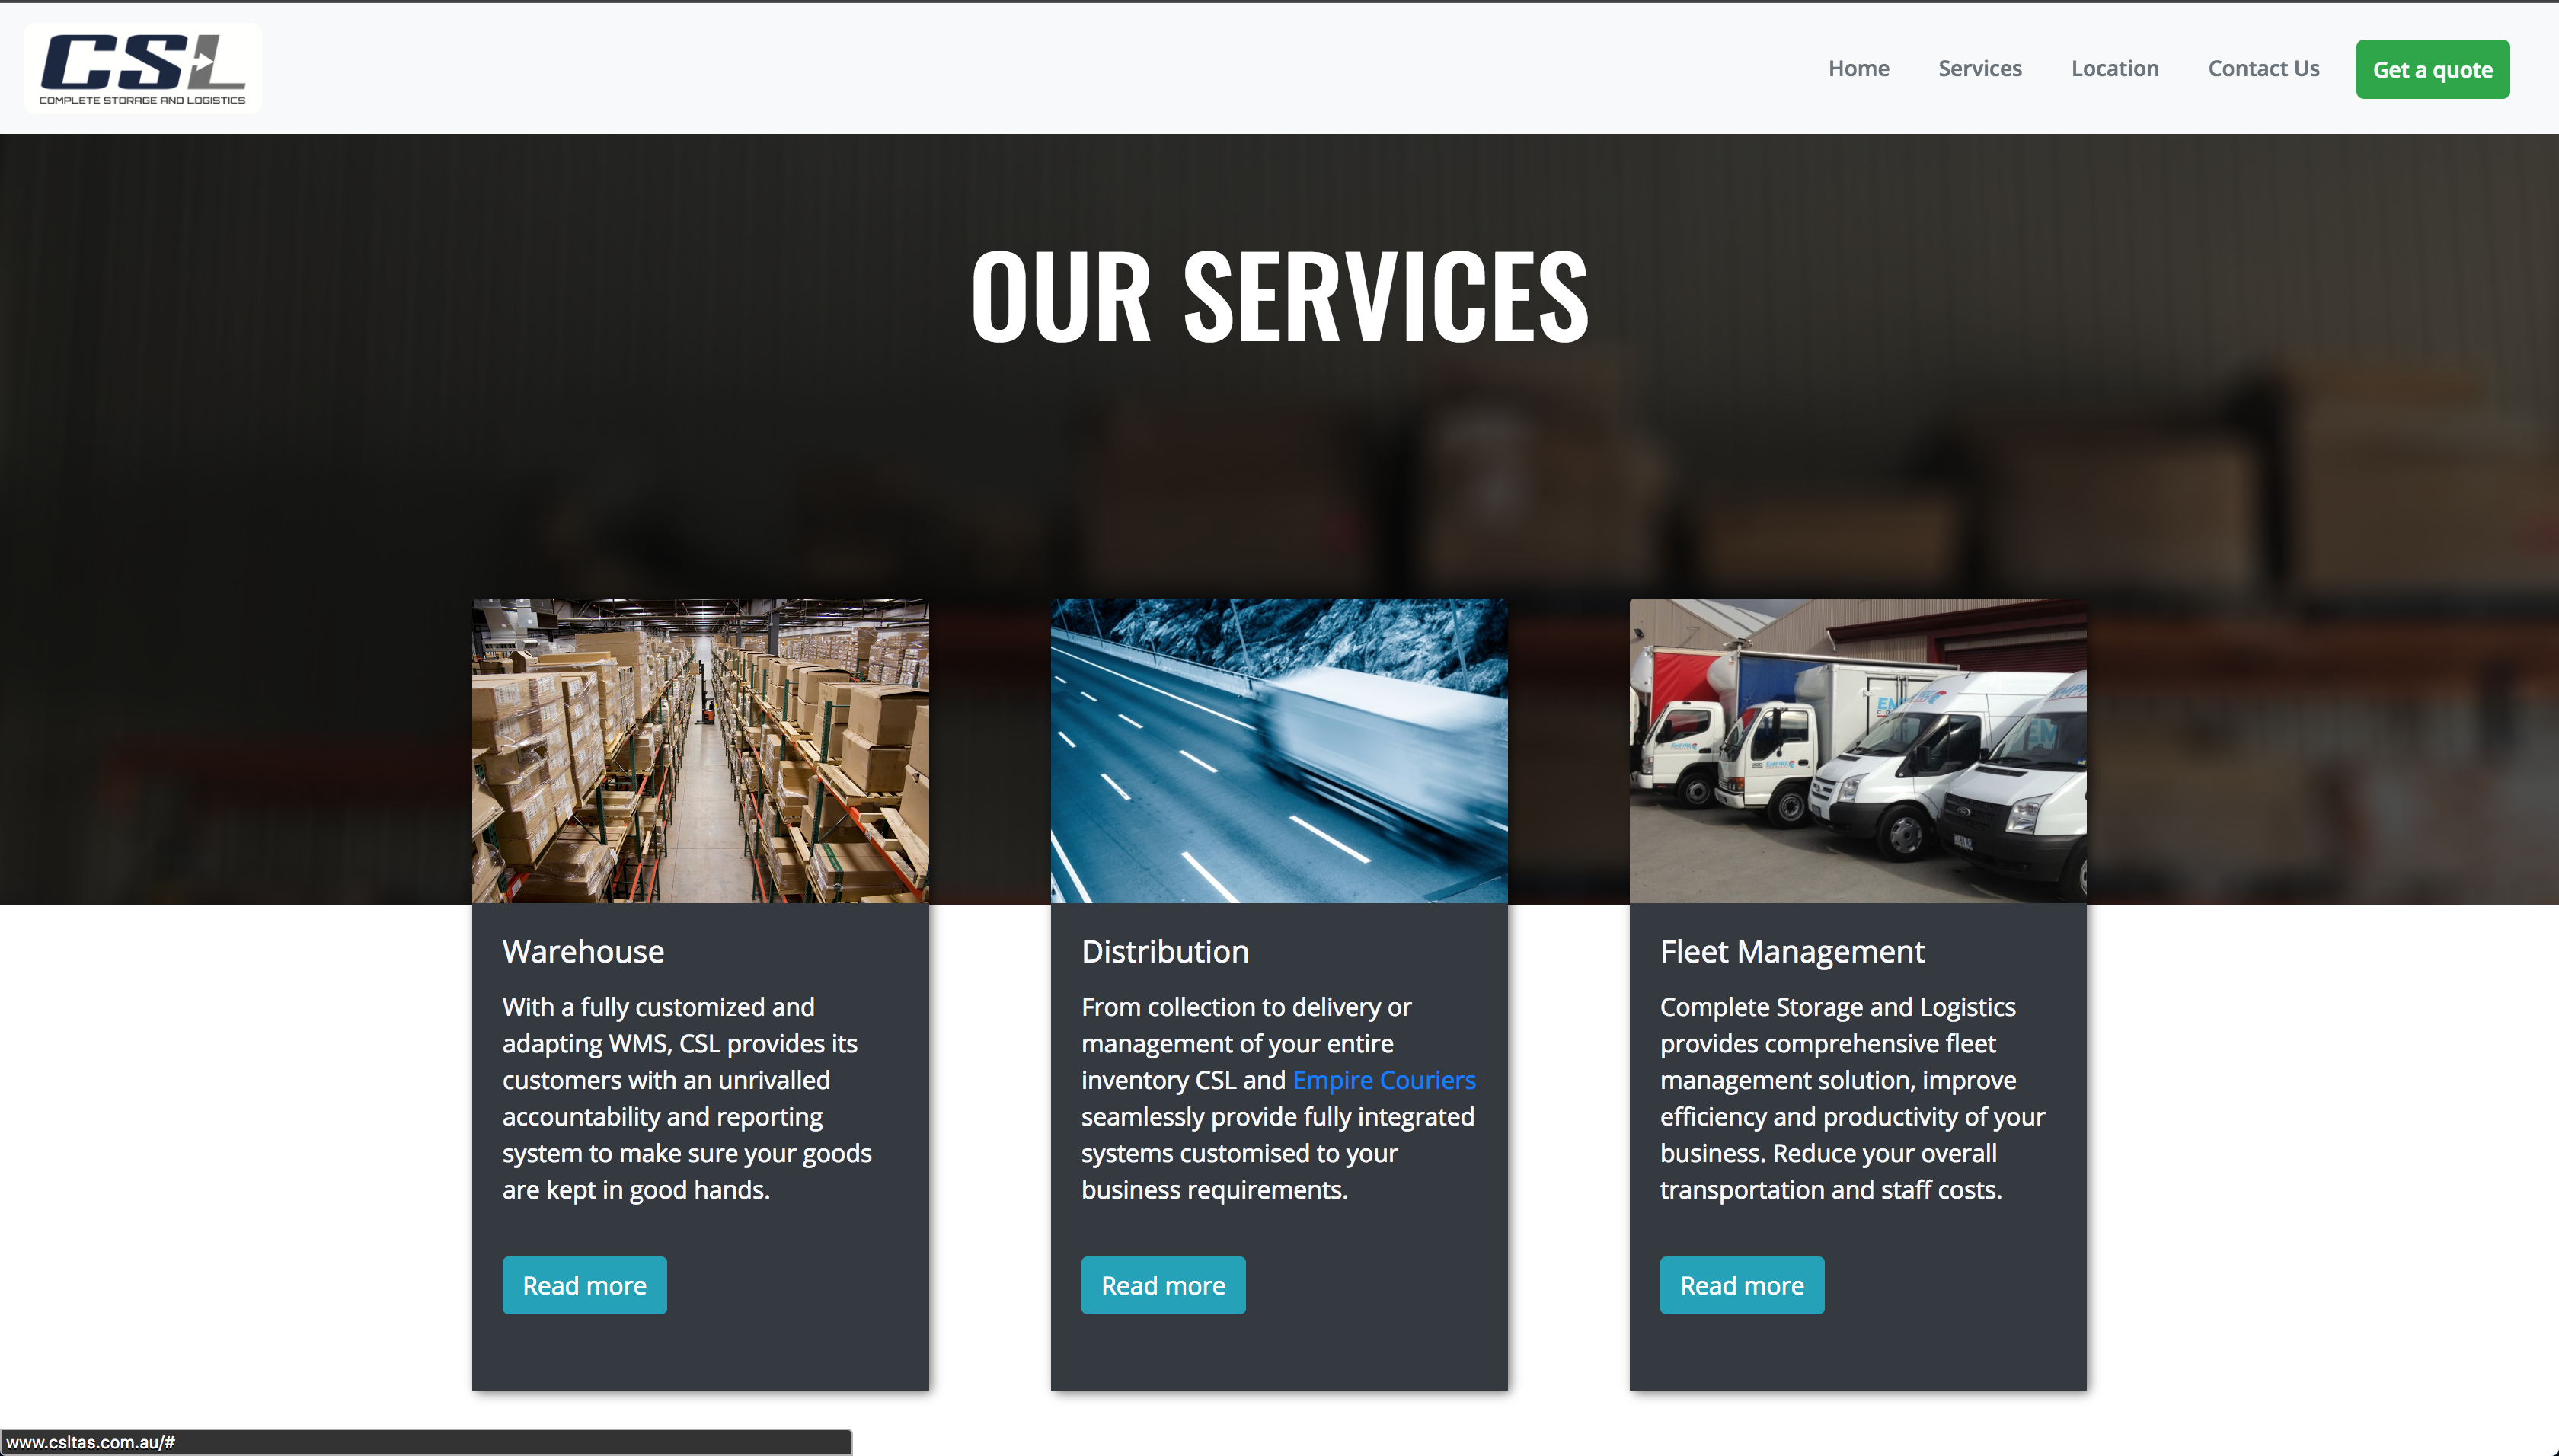 CSL
COMPLETE STORAGE AND LOGISTICS
Home
Services
Location
Contact Us
Get a quote
OUR SERVICES
EMPIRE
EMPIRE
Warehouse
With a fully customized and
adapting WMS, CSL provides its
customers with an unrivalled
accountability and reporting
system to make sure your goods
are kept in good hands.
Read more
Distribution
From collection to delivery or
management of your entire
inventory CSL and Empire Couriers
seamlessly provide fully integrated
systems customised to your
business requirements.
Read more
Fleet Management
Complete Storage and Logistics
provides comprehensive fleet
management solution, improve
efficiency and productivity of your
business. Reduce your overall
transportation and staff costs.
Read more
www.csltas.com.au/#